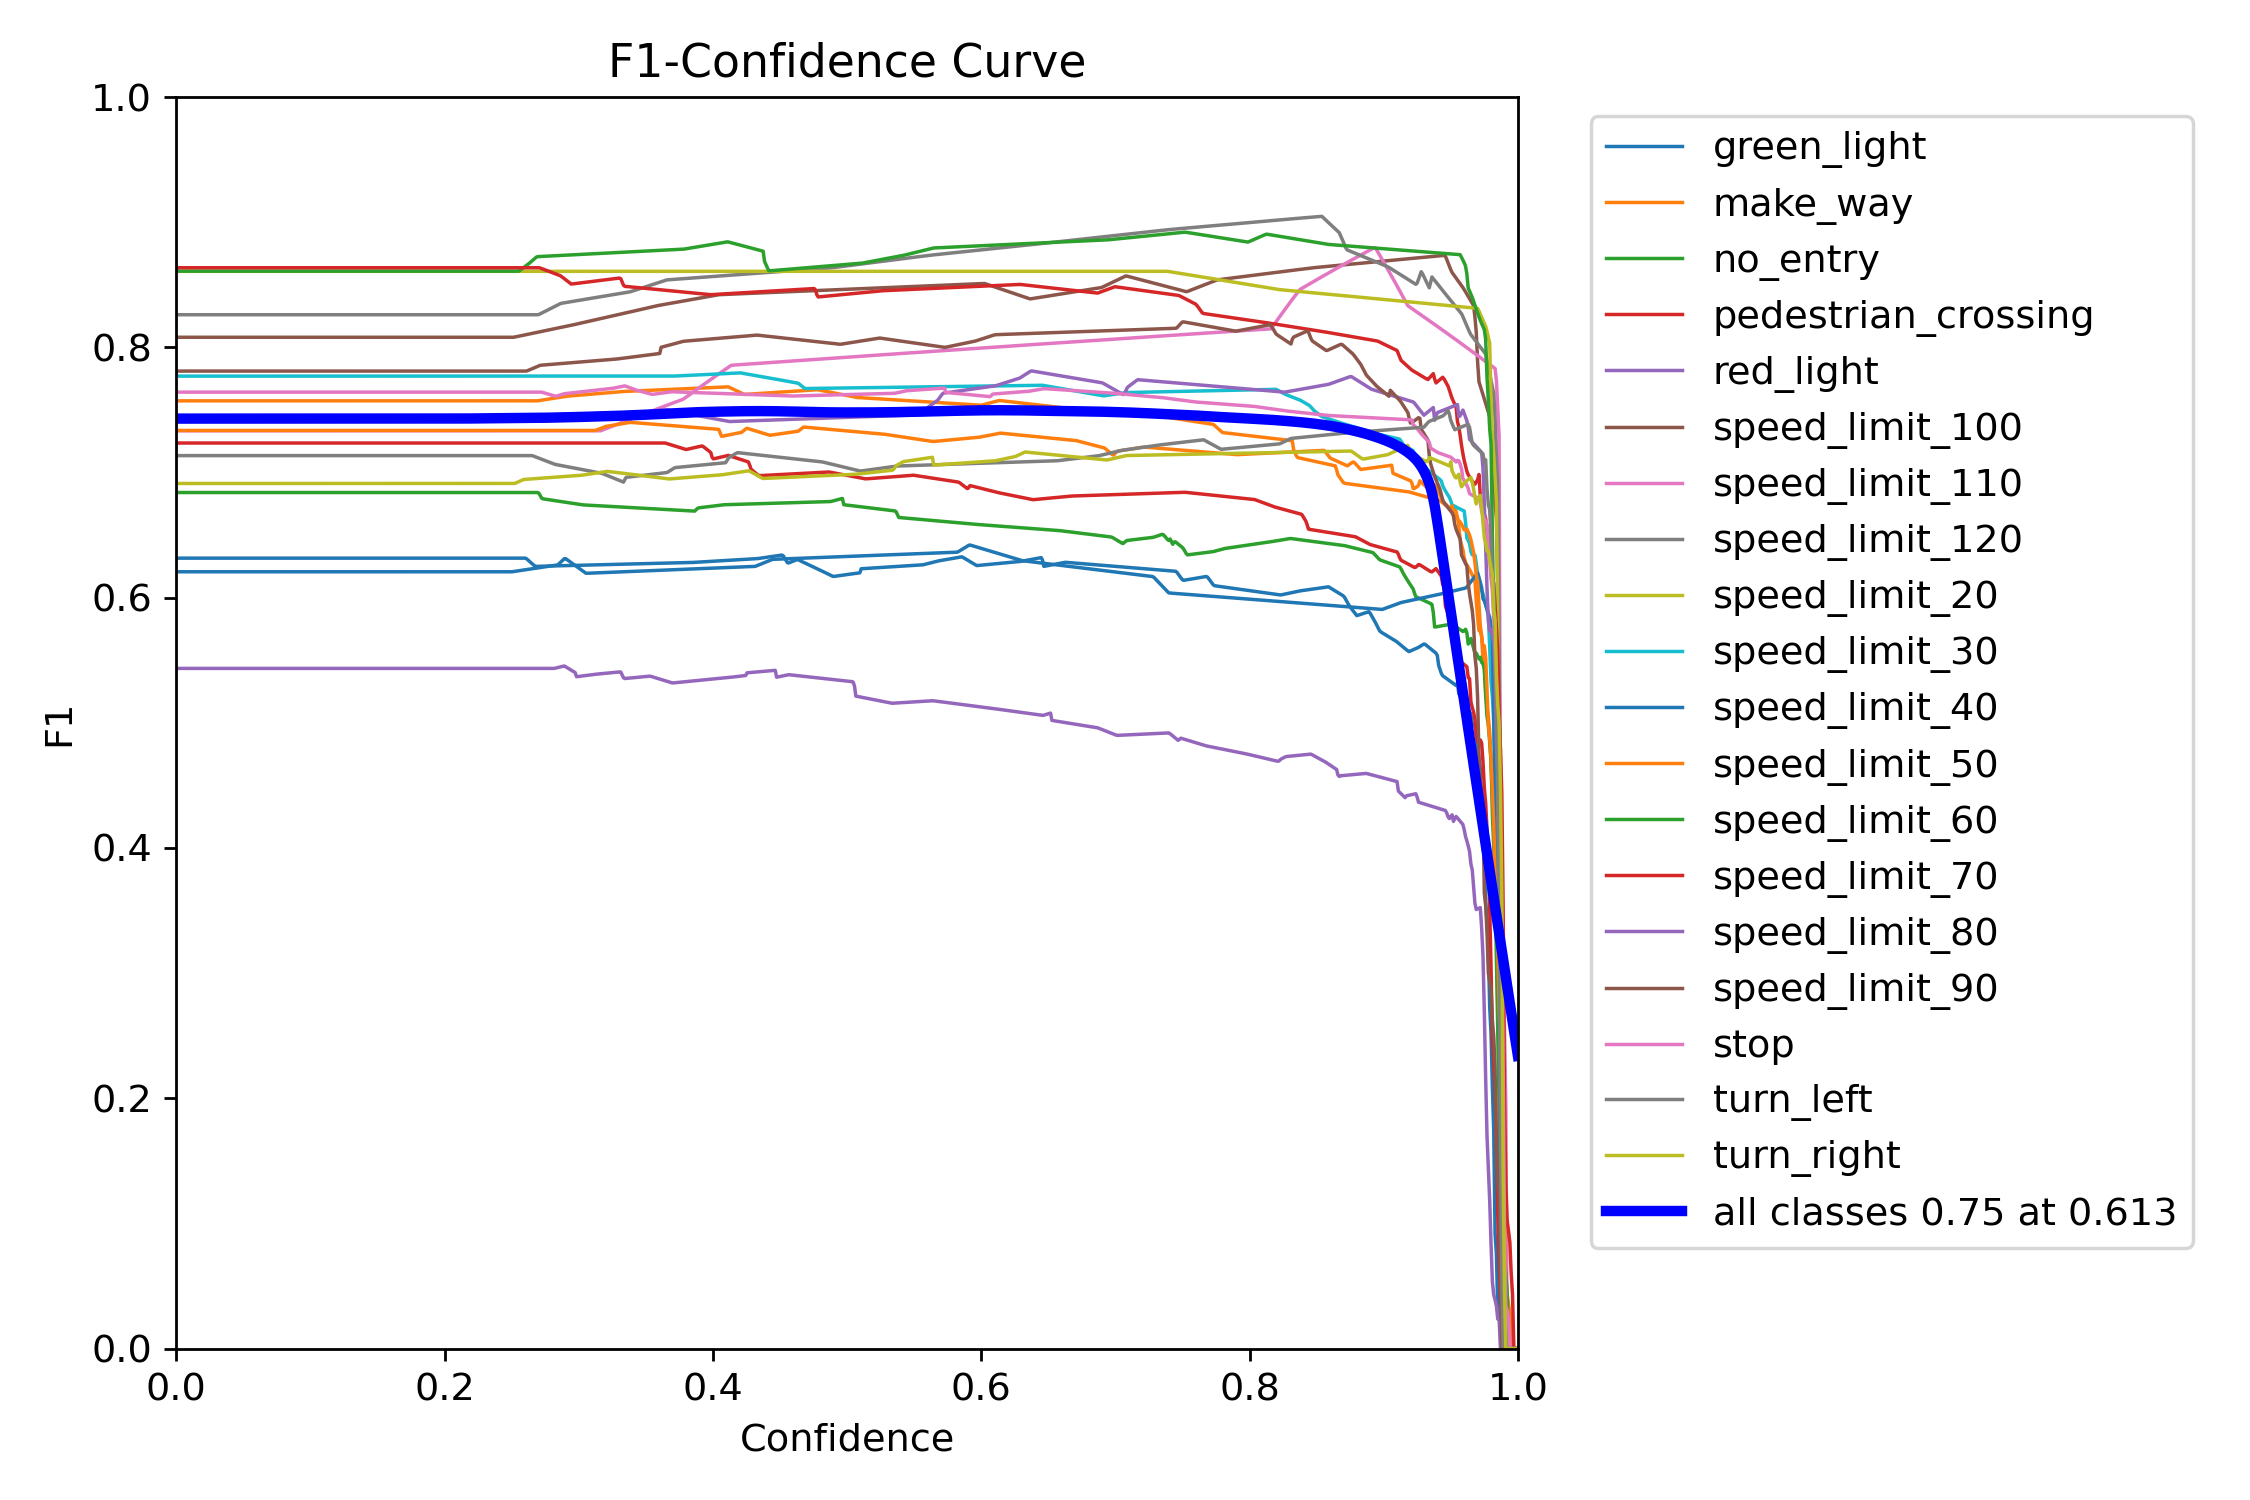 F1-Confidence Curve
1.0
0.8
0.6
0.4
0.2
0.0
F1
0.0 0.2 0.4 0.6 0.8 1.0
Confidence
green_light
make_way
no_entry
pedestrian_crossing
red_light
speed_limit_100
speed_limit_110
speed_limit_120
speed_limit_20
speed_limit_30
speed_limit_40
speed_limit_50
speed_limit_60
speed_limit_70
speed_limit_80
speed_limit_90
stop
turn_left
turn_right
all classes 0.75 at 0.613